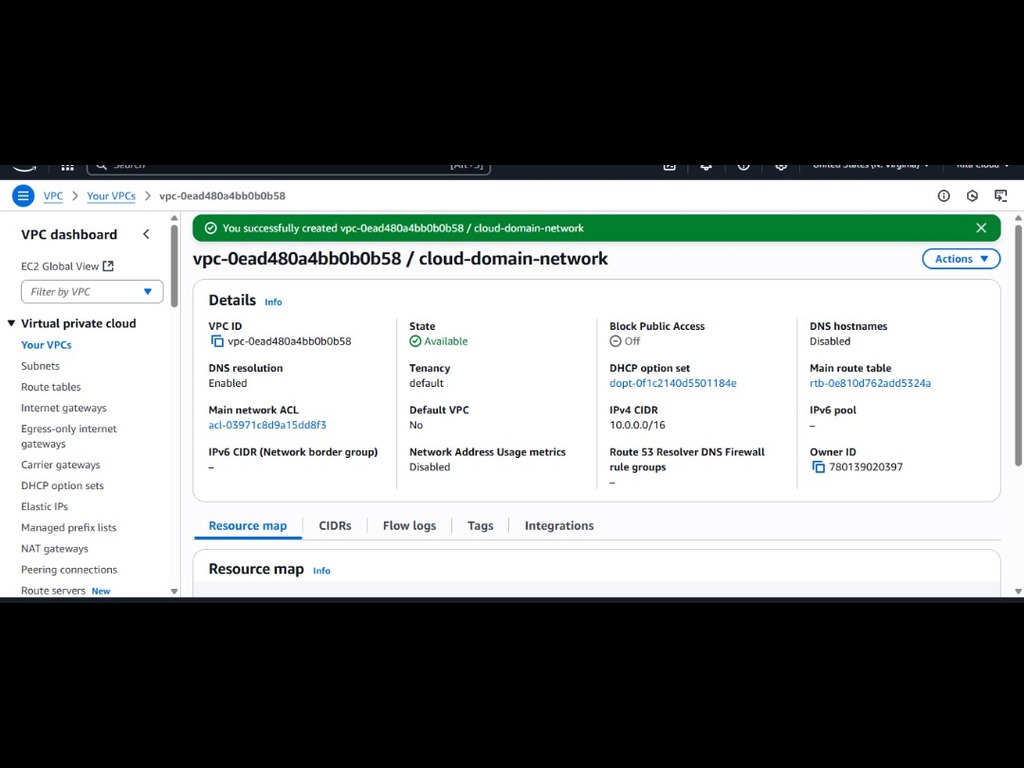 Search [Alt+S] United States (N. Virginia)
VPC > Your VPCs > vpc-0ead480a4bb0b0b58
VPC dashboard
EC2 Global View
Filter by VPC
Virtual private cloud
Your VPCs
Subnets
Route tables
Internet gateways
Egress-only internet
gateways
Carrier gateways
DHCP option sets
Elastic IPs
Managed prefix lists
NAT gateways
Peering connections
Route servers New
You successfully created vpc-0ead480a4bb0b0b58 / cloud-domain-network
vpc-0ead480a4bb0b0b58 / cloud-domain-network
Actions
Details Info
VPC ID
vpc-0ead480a4bb0b0b58
State
Available
Block Public Access
Off
DNS hostnames
Disabled
DNS resolution
Enabled
Tenancy
default
DHCP option set
dopt-0f1c2140d5501184e
Main route table
rtb-0e810d762add5324a
Main network ACL
acl-03971c8d9a15dd8f3
Default VPC
No
IPv4 CIDR
10.0.0.0/16
IPv6 pool
–
IPv6 CIDR (Network border group)
–
Network Address Usage metrics
Disabled
Route 53 Resolver DNS Firewall
rule groups
–
Owner ID
780139020397
Resource map CIDRs Flow logs Tags Integrations
Resource map Info